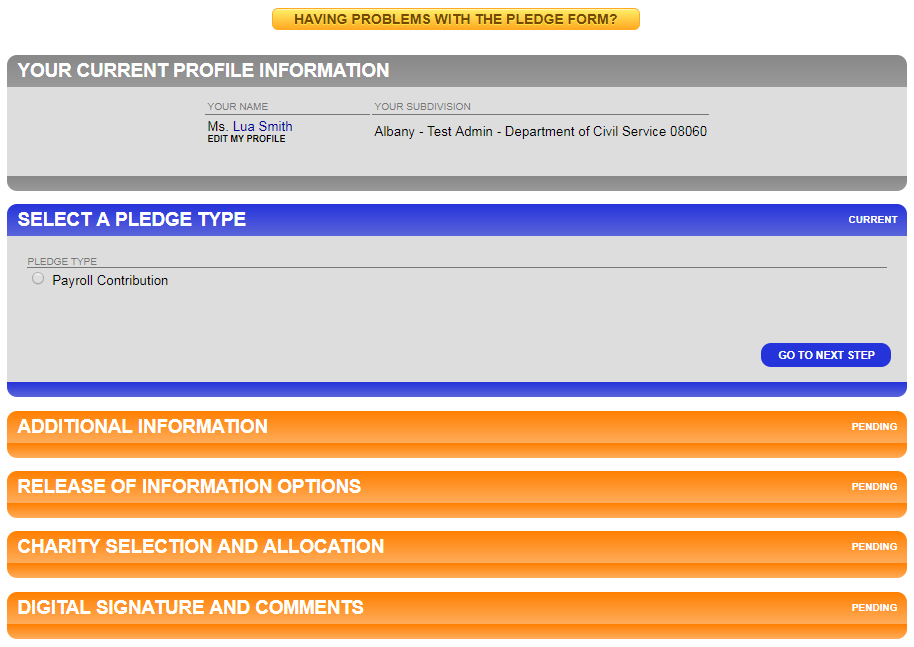 HAVING PROBLEMS WITH THE PLEDGE FORM?
YOUR CURRENT PROFILE INFORMATION
YOUR NAME YOUR SUBDIVISION
Ms. Lua Smith
EDIT MY PROFILE
Albany - Test Admin - Department of Civil Service 08060
SELECT A PLEDGE TYPE CURRENT
PLEDGE TYPE
Payroll Contribution
GO TO NEXT STEP
ADDITIONAL INFORMATION PENDING
RELEASE OF INFORMATION OPTIONS PENDING
CHARITY SELECTION AND ALLOCATION PENDING
DIGITAL SIGNATURE AND COMMENTS PENDING